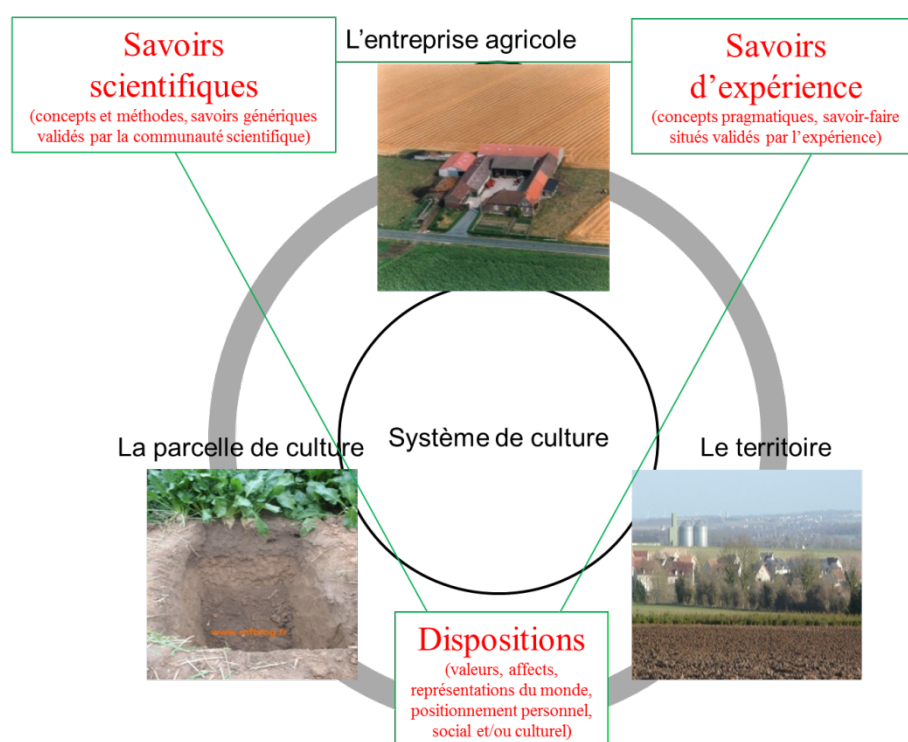 Savoirs
scientifiques
(concepts et méthodes, savoirs génériques
validés par la communauté scientifique)
L'entreprise agricole
Savoirs
d'expérience
(concepts pragmatiques, savoir-faire
situés validés par l'expérience)
La parcelle de culture
Système de culture
Le territoire
Dispositions
(valeurs, affects,
représentations du monde,
positionnement personnel,
social et/ou culturel)